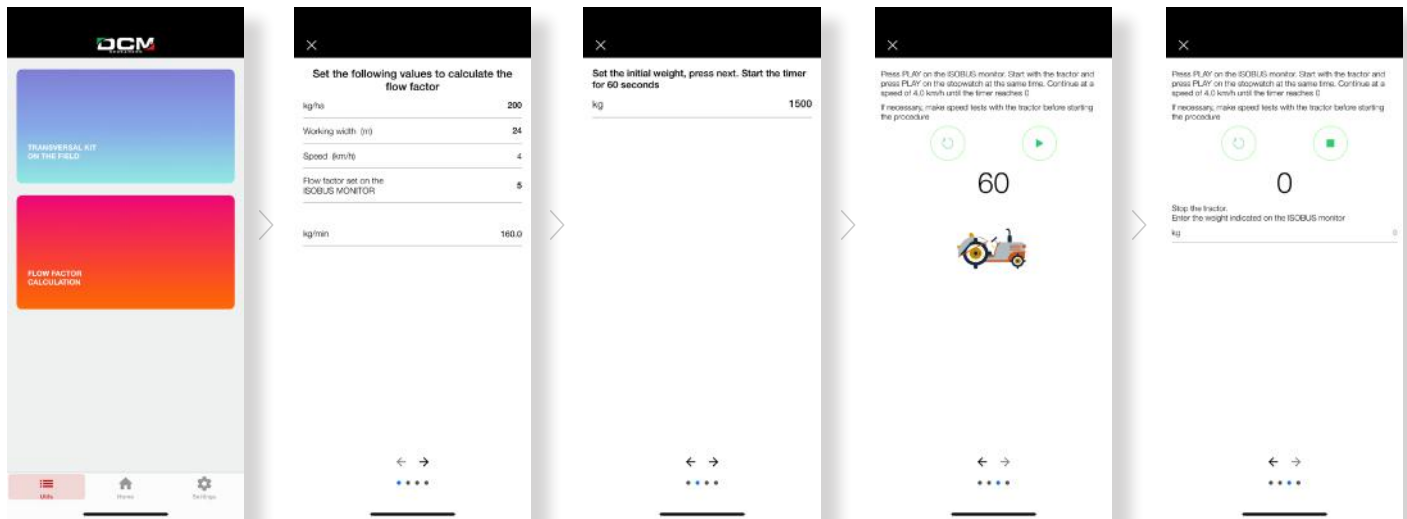 DCM
TRANSVERSAL KIT
ON THE FIELD
FLOW FACTOR
CALCULATION
Utils
Home
Settings
Set the following values to calculate the
flow factor
kg/ha 200
Working width (m) 24
Speed (km/h) 4
Flow factor set on the
ISOBUS MONITOR 5
kg/min 160.0
Set the initial weight, press next. Start the timer
for 60 seconds
kg 1500
Press PLAY on the ISOBUS monitor. Start with the tractor and
press PLAY on the stopwatch at the same time. Continue at a
speed of 4.0 km/h until the timer reaches 0
If necessary, make speed tests with the tractor before starting
the procedure
60
Press PLAY on the ISOBUS monitor. Start with the tractor and
press PLAY on the stopwatch at the same time. Continue at a
speed of 4.0 km/h until the timer reaches 0
If necessary, make speed tests with the tractor before starting
the procedure
0
Stop the tractor.
Enter the weight indicated on the ISOBUS monitor
kg 0